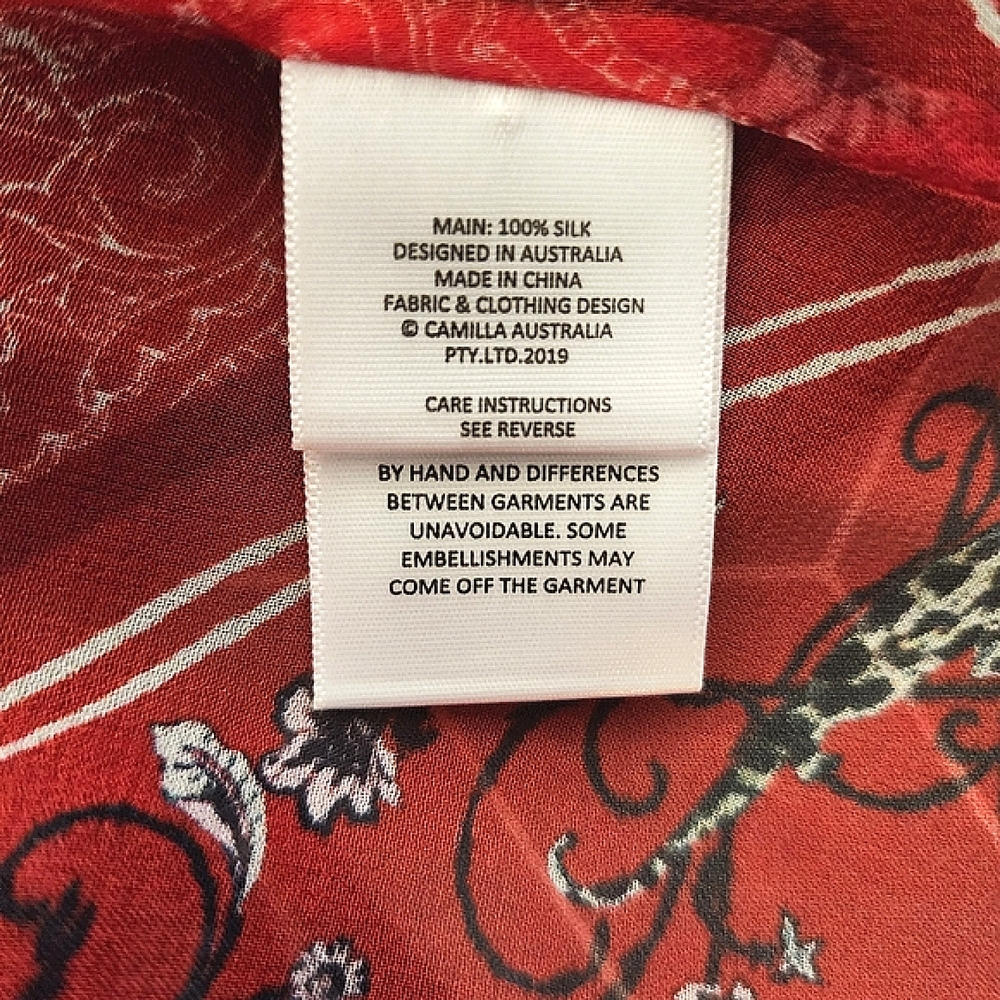 MAIN: 100% SILK
DESIGNED IN AUSTRALIA
MADE IN CHINA
FABRIC & CLOTHING DESIGN
© CAMILLA AUSTRALIA
PTY.LTD.2019
CARE INSTRUCTIONS
SEE REVERSE
BY HAND AND DIFFERENCES
BETWEEN GARMENTS ARE
UNAVOIDABLE. SOME
EMBELLISHMENTS MAY
COME OFF THE GARMENT